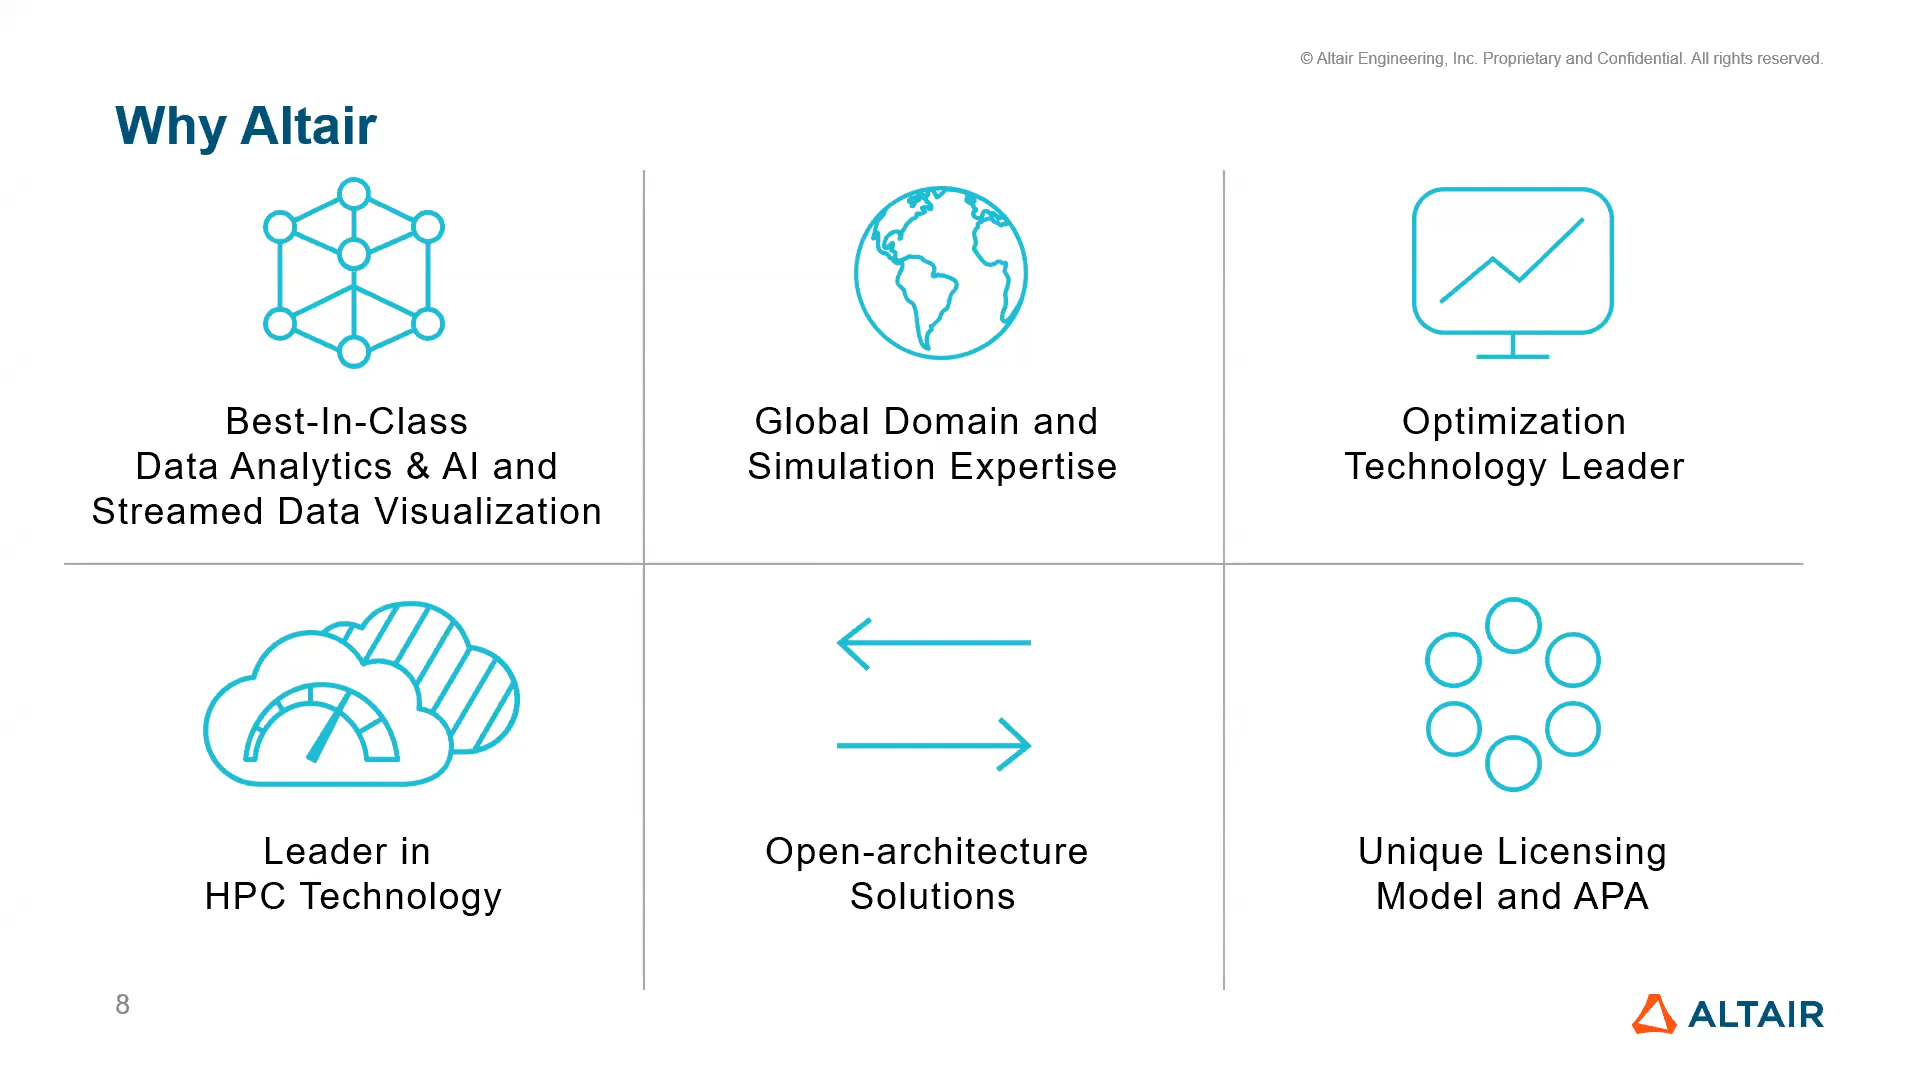 © Altair Engineering, Inc. Proprietary and Confidential. All rights reserved.
Why Altair
Best-In-Class
Data Analytics & AI and
Streamed Data Visualization
Global Domain and
Simulation Expertise
Optimization
Technology Leader
Leader in
HPC Technology
Open-architecture
Solutions
Unique Licensing
Model and APA
8
ALTAIR